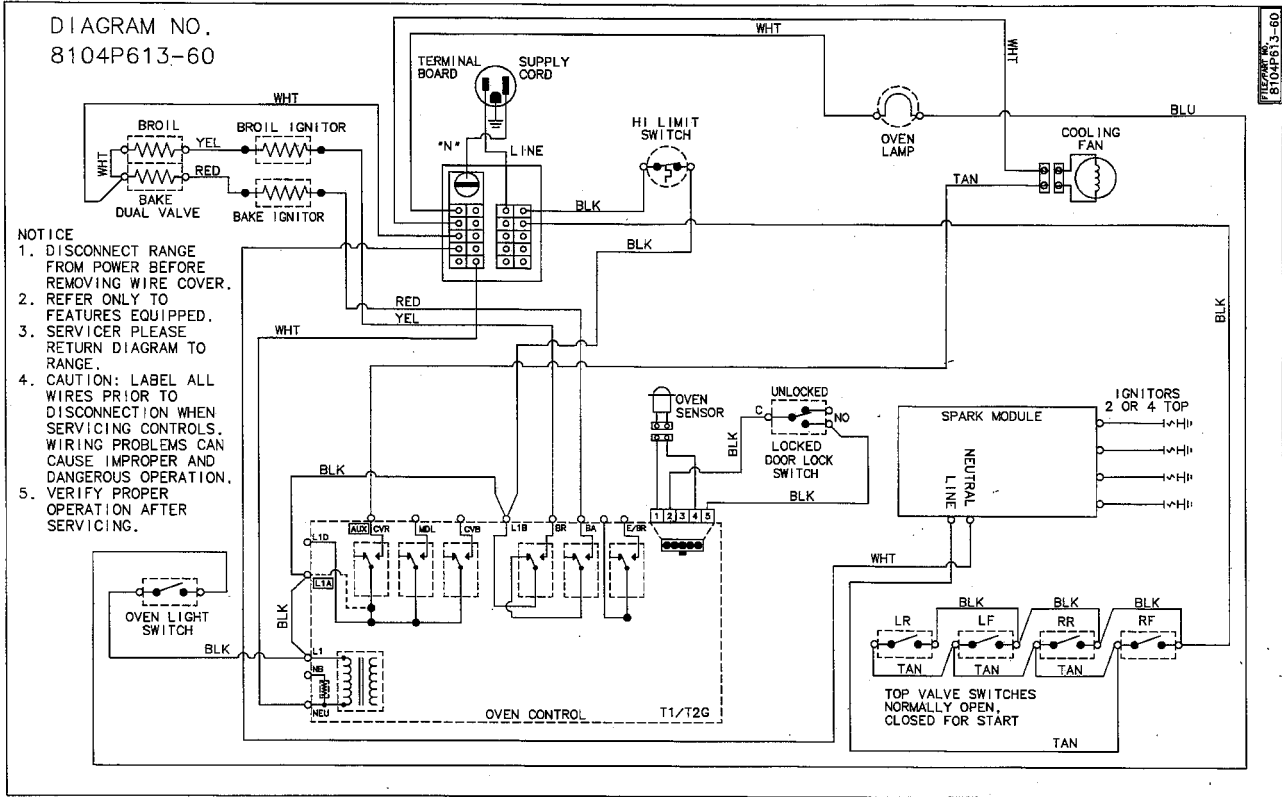 DIAGRAM NO.
8104P613-60
FILE/PART NO.
8104P613-60
WHT
WHT
TERMINAL
BOARD
SUPPLY
CORD
WHT
BROIL
YEL
BROIL IGNITOR
WHT
RED
BAKE
DUAL VALVE
BAKE IGNITOR
"N"
LINE
HI LIMIT
SWITCH
OVEN
LAMP
BLU
COOLING
FAN
TAN
BLK
BLK
BLK
NOTICE
1. DISCONNECT RANGE
FROM POWER BEFORE
REMOVING WIRE COVER.
2. REFER ONLY TO
FEATURES EQUIPPED.
3. SERVICER PLEASE
RETURN DIAGRAM TO
RANGE.
4. CAUTION: LABEL ALL
WIRES PRIOR TO
DISCONNECTION WHEN
SERVICING CONTROLS.
WIRING PROBLEMS CAN
CAUSE IMPROPER AND
DANGEROUS OPERATION.
5. VERIFY PROPER
OPERATION AFTER
SERVICING.
RED
YEL
WHT
OVEN
SENSOR
UNLOCKED
C
NO
LOCKED
DOOR LOCK
SWITCH
BLK
BLK
BLK
1 2 3 4 5
SPARK MODULE
LINE
NEUTRAL
IGNITORS
2 OR 4 TOP
AUX CVR MDL CVB L1B BR BA E/BR
L1D
L1A
BLK
L1
NB
NEU
OVEN CONTROL
T1/T2G
OVEN LIGHT
SWITCH
BLK
WHT
BLK BLK BLK
LR LF RR RF
TAN TAN TAN
TOP VALVE SWITCHES
NORMALLY OPEN,
CLOSED FOR START
TAN